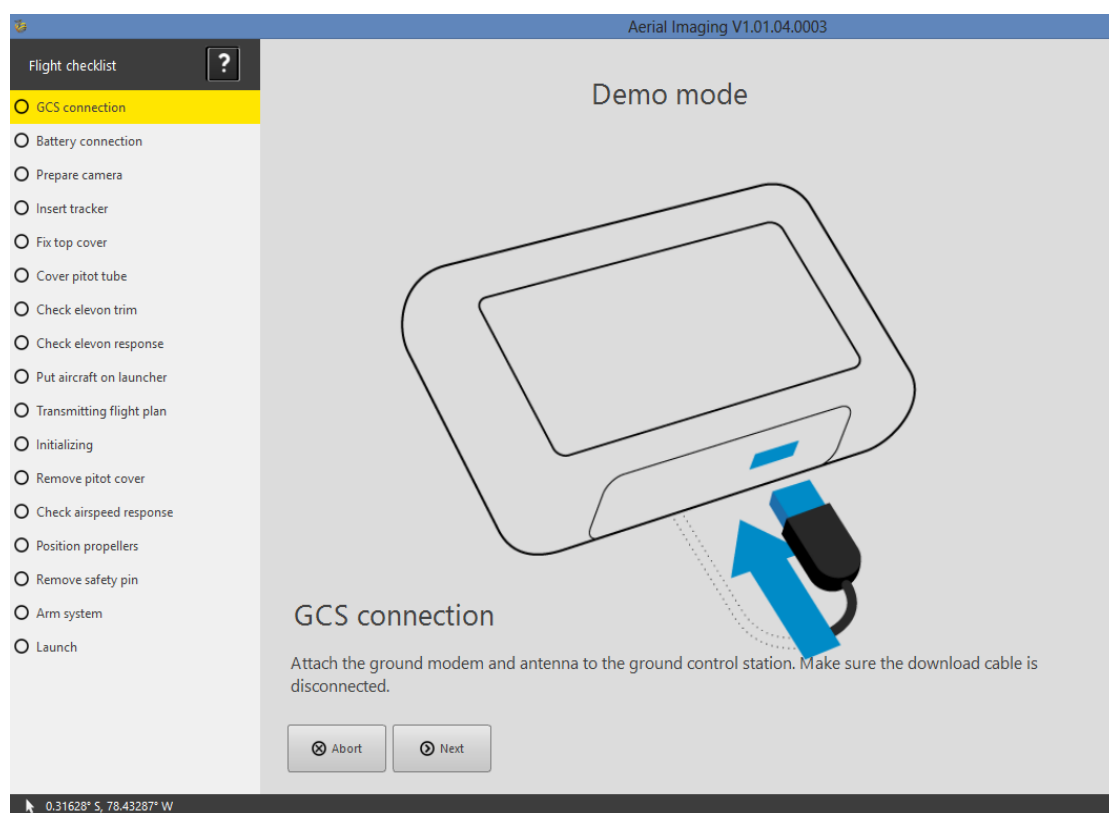 Aerial Imaging V1.01.04.0003
Flight checklist
?
Demo mode
GCS connection
Battery connection
Prepare camera
Insert tracker
Fix top cover
Cover pitot tube
Check elevon trim
Check elevon response
Put aircraft on launcher
Transmitting flight plan
Initializing
Remove pitot cover
Check airspeed response
Position propellers
Remove safety pin
Arm system
Launch
GCS connection
Attach the ground modem and antenna to the ground control station. Make sure the download cable is
disconnected.
Abort
Next
0.31628° S, 78.43287° W